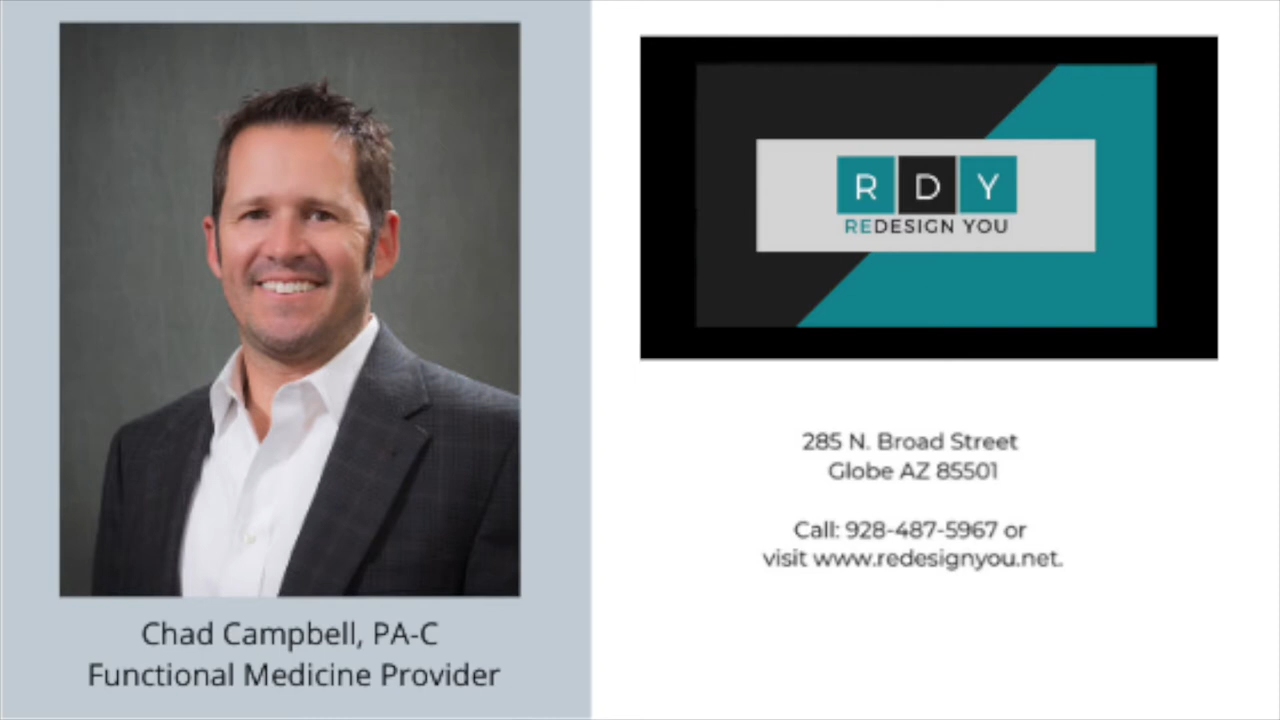 Chad Campbell, PA-C
Functional Medicine Provider
R D Y
REDESIGN YOU
285 N. Broad Street
Globe AZ 85501
Call: 928-487-5967 or
visit www.redesignyou.net.